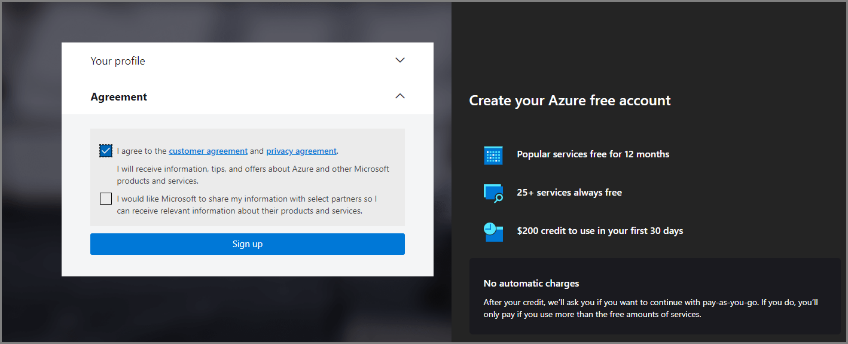 Your profile
Agreement
I agree to the customer agreement and privacy agreement.
I will receive information, tips, and offers about Azure and other Microsoft
products and services.
I would like Microsoft to share my information with select partners so I
can receive relevant information about their products and services.
Sign up
Create your Azure free account
Popular services free for 12 months
25+ services always free
$200 credit to use in your first 30 days
No automatic charges
After your credit, we'll ask you if you want to continue with pay-as-you-go. If you do, you'll
only pay if you use more than the free amounts of services.